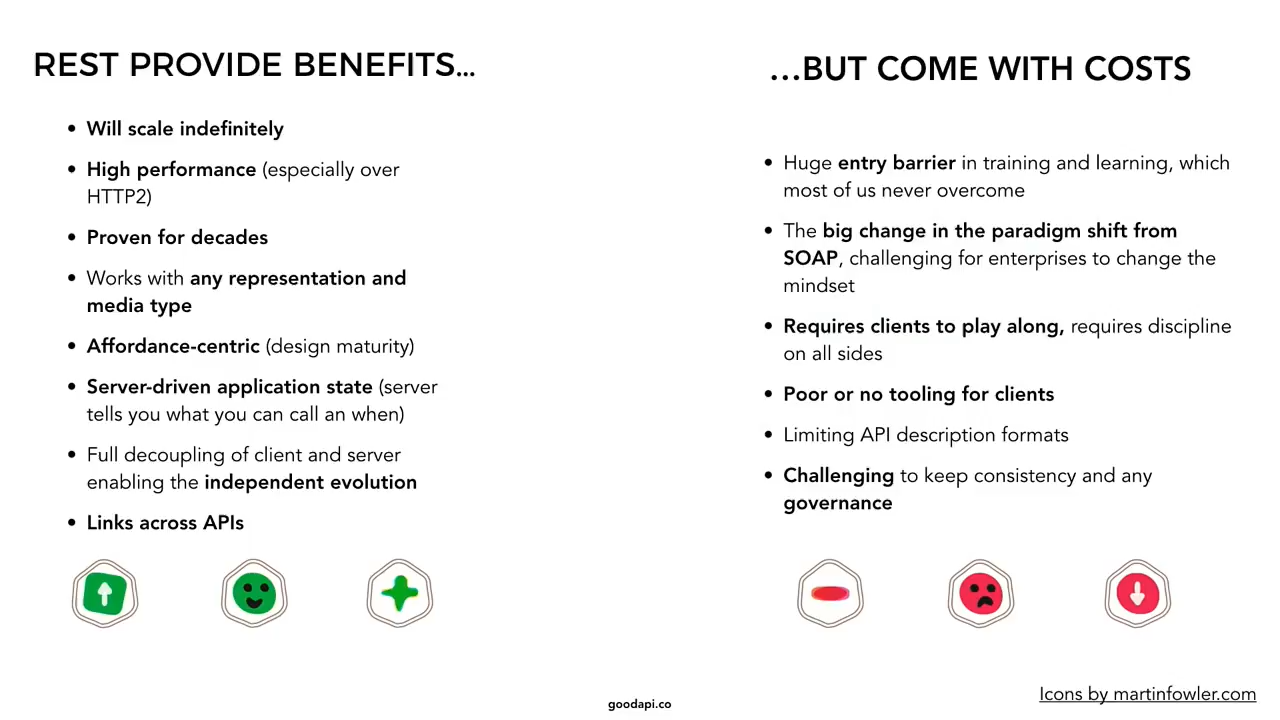 REST PROVIDE BENEFITS...
• Will scale indefinitely
• High performance (especially over
HTTP2)
• Proven for decades
• Works with any representation and
media type
• Affordance-centric (design maturity)
• Server-driven application state (server
tells you what you can call an when)
• Full decoupling of client and server
enabling the independent evolution
• Links across APIs
...BUT COME WITH COSTS
• Huge entry barrier in training and learning, which
most of us never overcome
• The big change in the paradigm shift from
SOAP, challenging for enterprises to change the
mindset
• Requires clients to play along, requires discipline
on all sides
• Poor or no tooling for clients
• Limiting API description formats
• Challenging to keep consistency and any
governance
goodapi.co
Icons by martinfowler.com